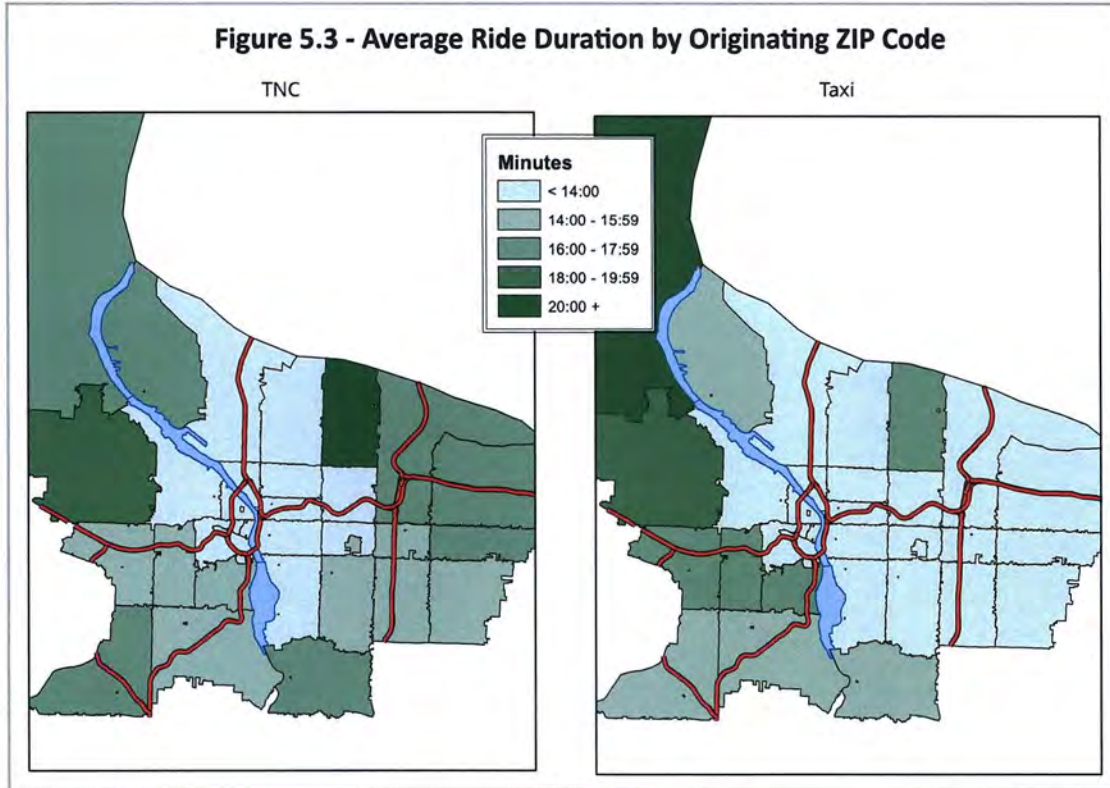 Figure 5.3 - Average Ride Duration by Originating ZIP Code
TNC
Taxi
Minutes
< 14:00
14:00 - 15:59
16:00 - 17:59
18:00 - 19:59
20:00 +